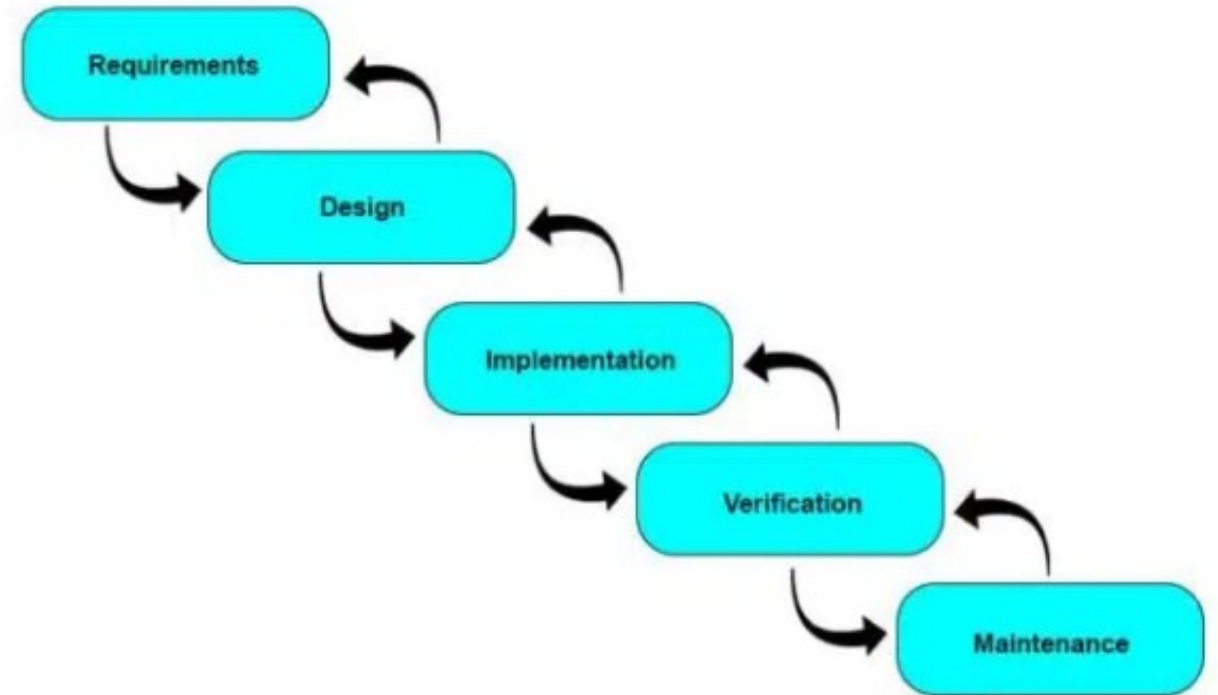 Requirements
Design
Implementation
Verification
Maintenance